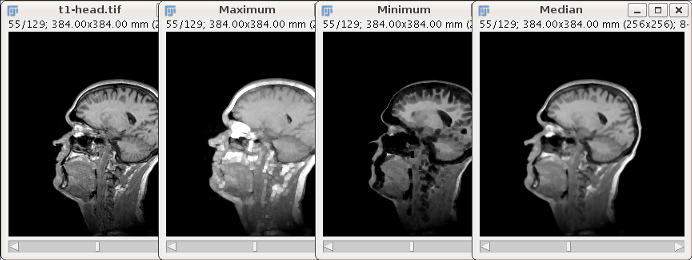 t1-head.tif
55/129; 384.00x384.00 mm (2
Maximum
55/129; 384.00x384.00 mm (2
Minimum
55/129; 384.00x384.00 mm (2
Median
55/129; 384.00x384.00 mm (256x256); 8-